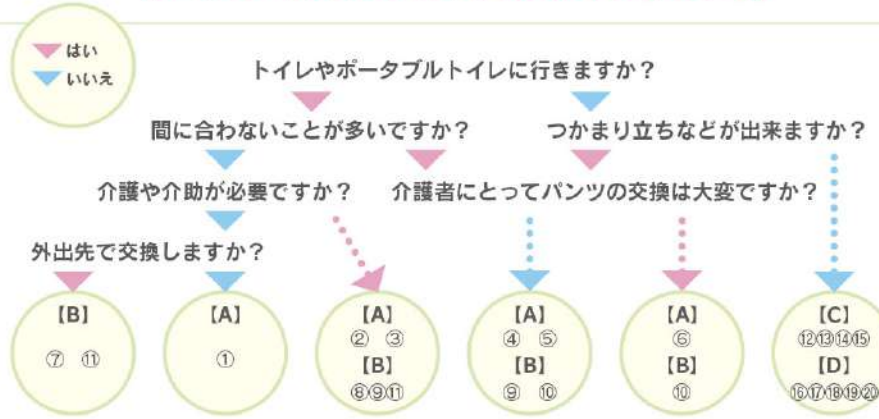 はい
いいえ
トイレやポータブルトイレに行きますか？
間に合わないことが多いですか？
つかまり立ちなどが出来ますか？
介護や介助が必要ですか？
介護者にとってパンツの交換は大変ですか？
外出先で交換しますか？
【B】
⑦ ⑪
【A】
①
【A】
② ③
【B】
⑧⑨⑪
【A】
④ ⑤
【B】
⑨ ⑩
【A】
⑥
【B】
⑩
【C】
⑫⑬⑭⑮
【D】
⑯⑰⑱⑲⑳